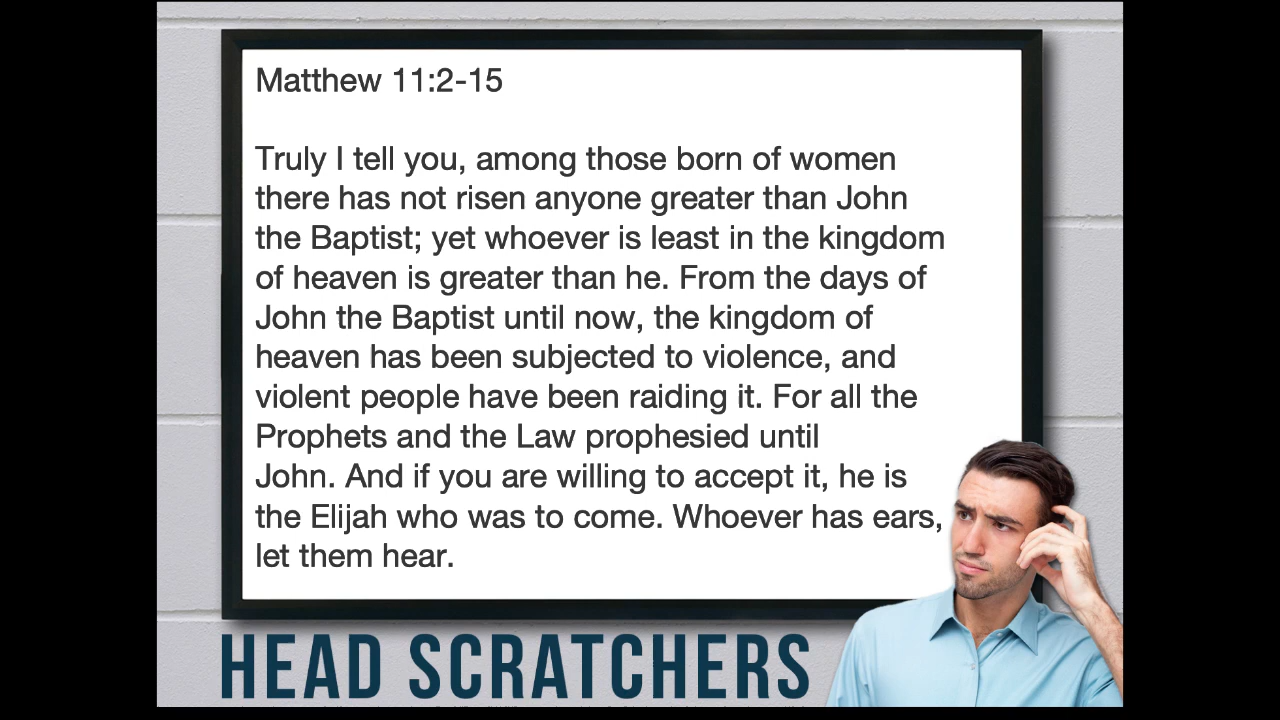 Matthew 11:2-15
Truly I tell you, among those born of women
there has not risen anyone greater than John
the Baptist; yet whoever is least in the kingdom
of heaven is greater than he. From the days of
John the Baptist until now, the kingdom of
heaven has been subjected to violence, and
violent people have been raiding it. For all the
Prophets and the Law prophesied until
John. And if you are willing to accept it, he is
the Elijah who was to come. Whoever has ears,
let them hear.
HEAD SCRATCHERS